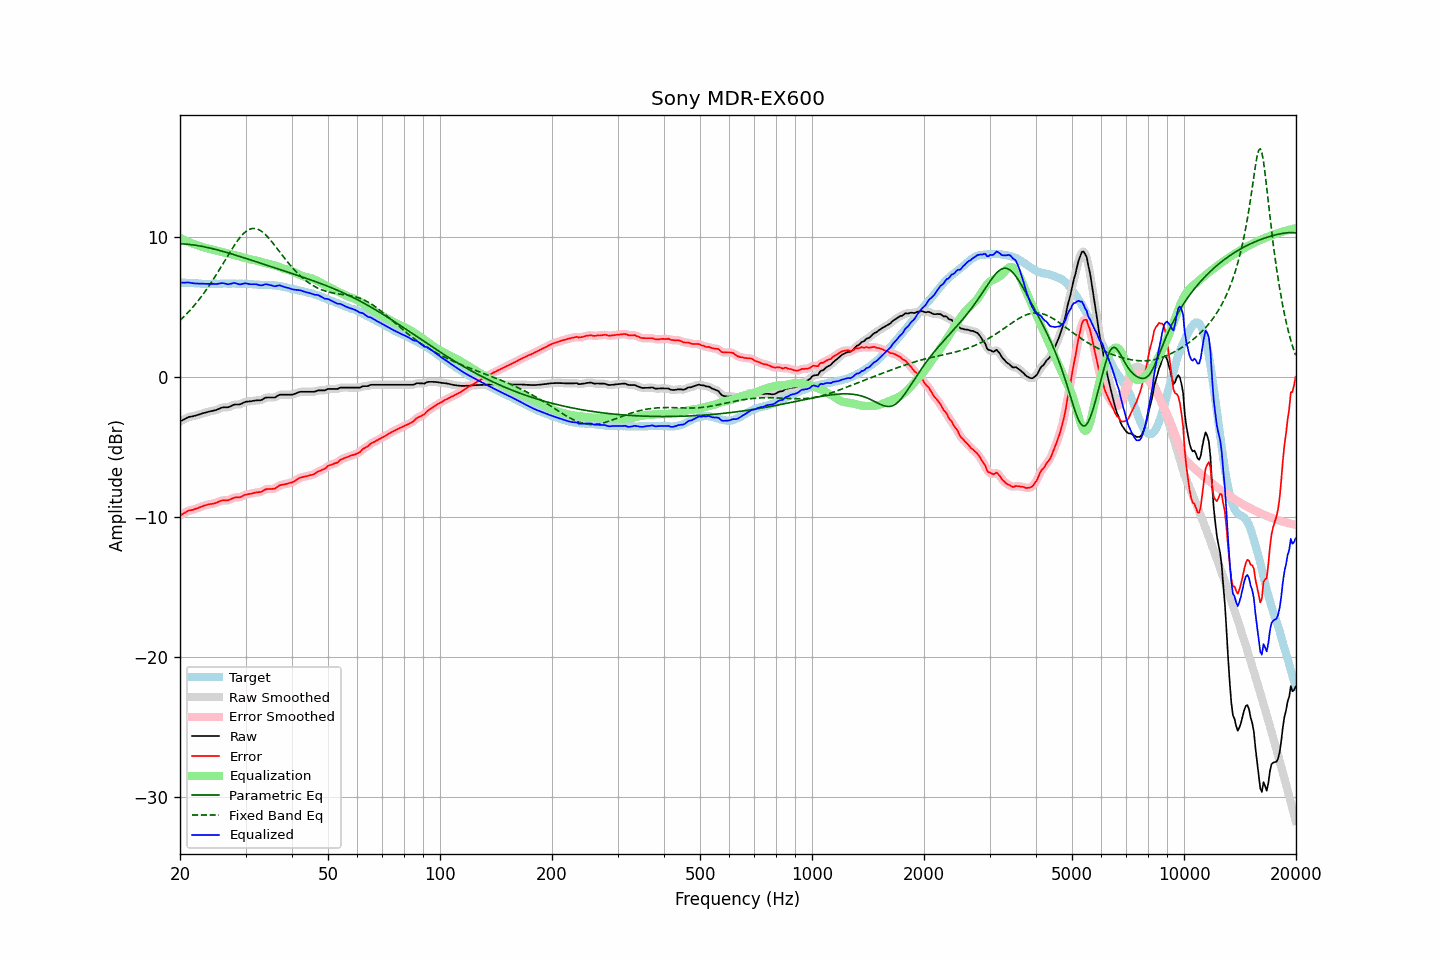 Sony MDR-EX600
Amplitude (dBr)
10
0
−10
−20
−30
Target
Raw Smoothed
Error Smoothed
Raw
Error
Equalization
Parametric Eq
Fixed Band Eq
Equalized
20 50 100 200 500 1000 2000 5000 10000 20000
Frequency (Hz)